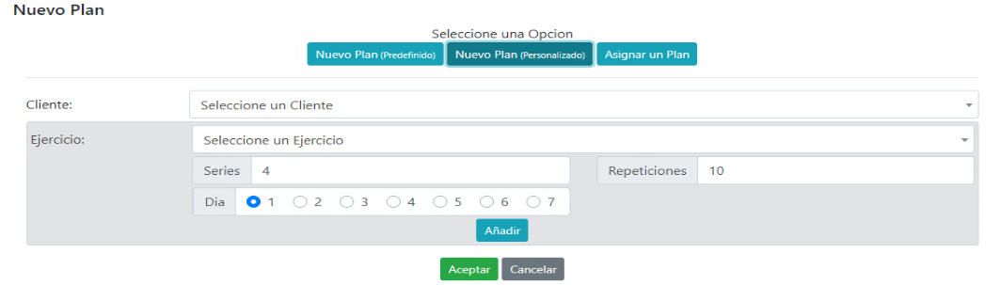 Nuevo Plan
Seleccione una Opcion
Nuevo Plan (Predefinido) Nuevo Plan (Personalizado) Asignar un Plan
Cliente: Seleccione un Cliente
Ejercicio: Seleccione un Ejercicio
Series 4 Repeticiones 10
Dia 1 2 3 4 5 6 7
Añadir
Aceptar Cancelar